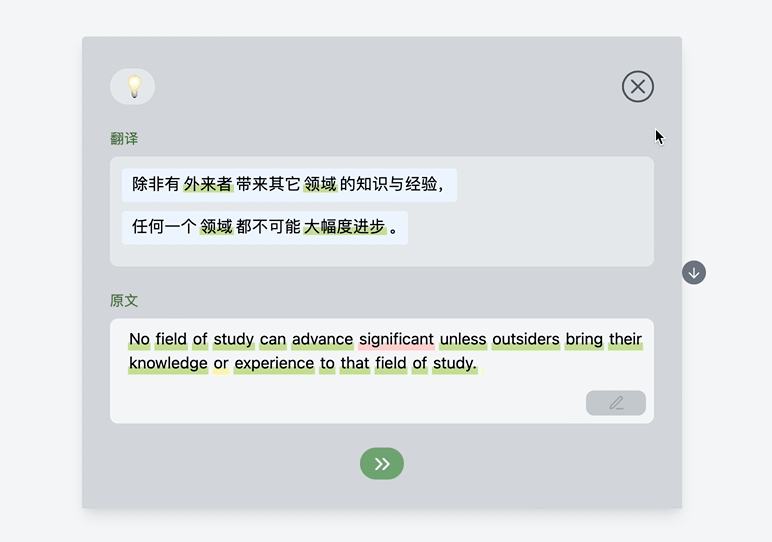 翻译
除非有外来者带来其它领域的知识与经验，
任何一个领域都不可能大幅度进步。
原文
No field of study can advance significant unless outsiders bring their
knowledge or experience to that field of study.